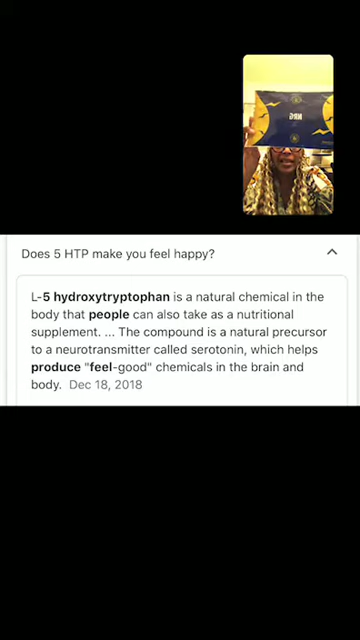 NRG
Does 5 HTP make you feel happy?
L-5 hydroxytryptophan is a natural chemical in the
body that people can also take as a nutritional
supplement. ... The compound is a natural precursor
to a neurotransmitter called serotonin, which helps
produce "feel-good" chemicals in the brain and
body. Dec 18, 2018